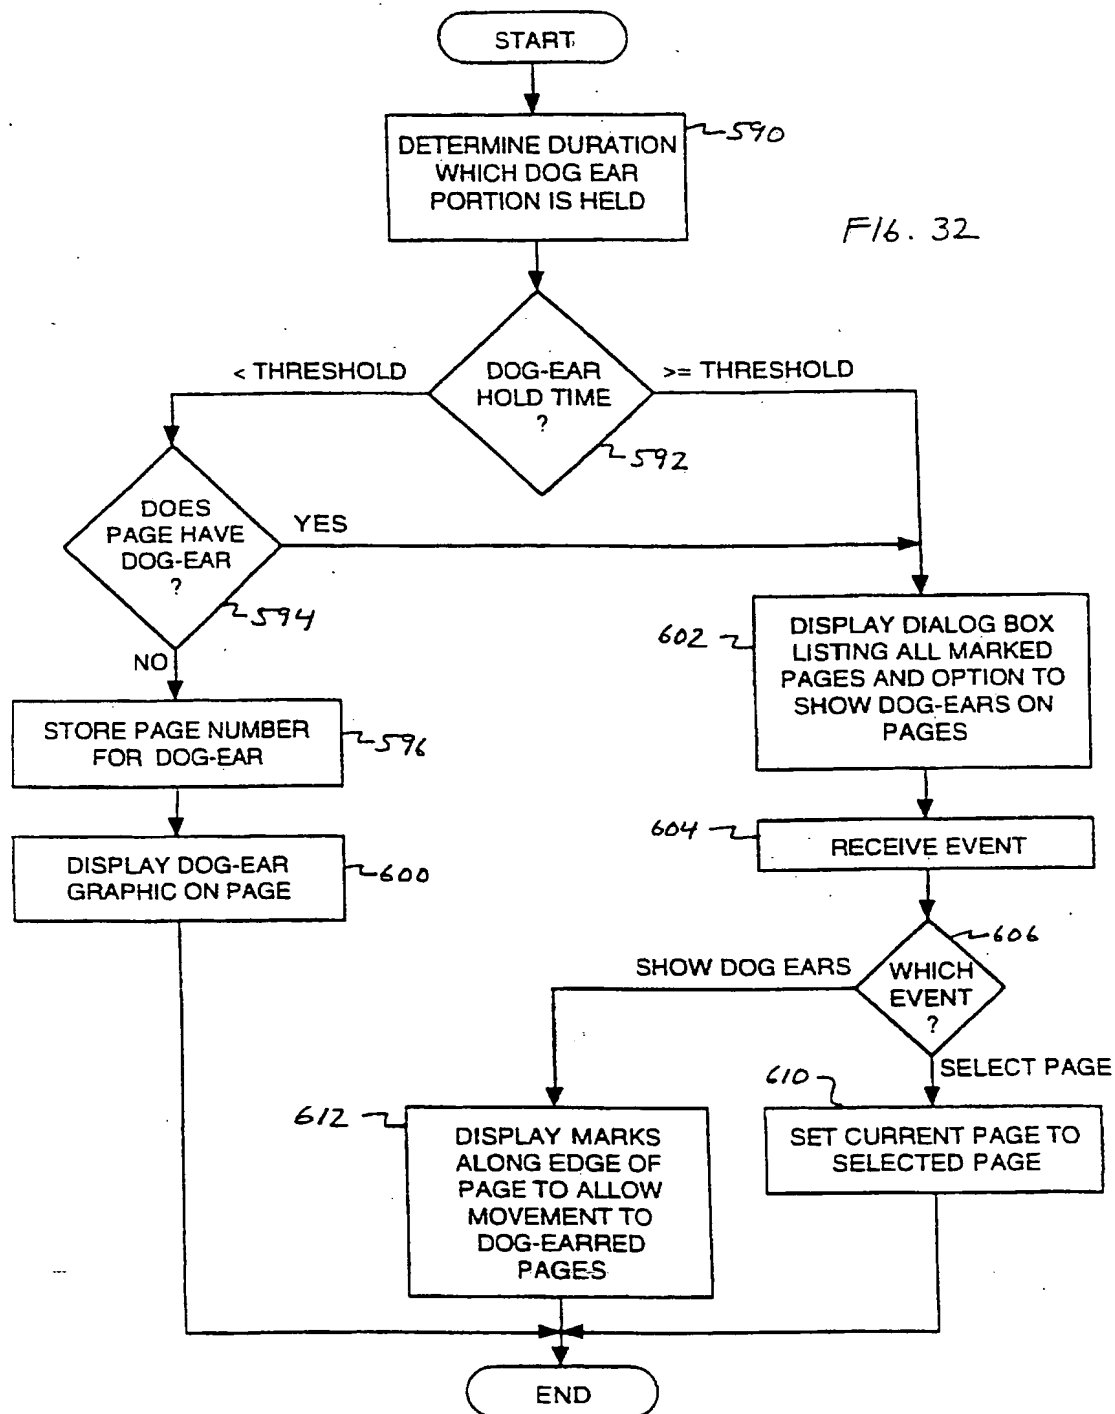 START
DETERMINE DURATION
WHICH DOG EAR
PORTION IS HELD
590
FIG. 32
< THRESHOLD
DOG-EAR
HOLD TIME
?
>= THRESHOLD
592
DOES
PAGE HAVE
DOG-EAR
?
YES
594
NO
602
DISPLAY DIALOG BOX
LISTING ALL MARKED
PAGES AND OPTION TO
SHOW DOG-EARS ON
PAGES
STORE PAGE NUMBER
FOR DOG-EAR
596
604
RECEIVE EVENT
DISPLAY DOG-EAR
GRAPHIC ON PAGE
600
606
SHOW DOG EARS
WHICH
EVENT
?
SELECT PAGE
610
SET CURRENT PAGE TO
SELECTED PAGE
612
DISPLAY MARKS
ALONG EDGE OF
PAGE TO ALLOW
MOVEMENT TO
DOG-EARRED
PAGES
END